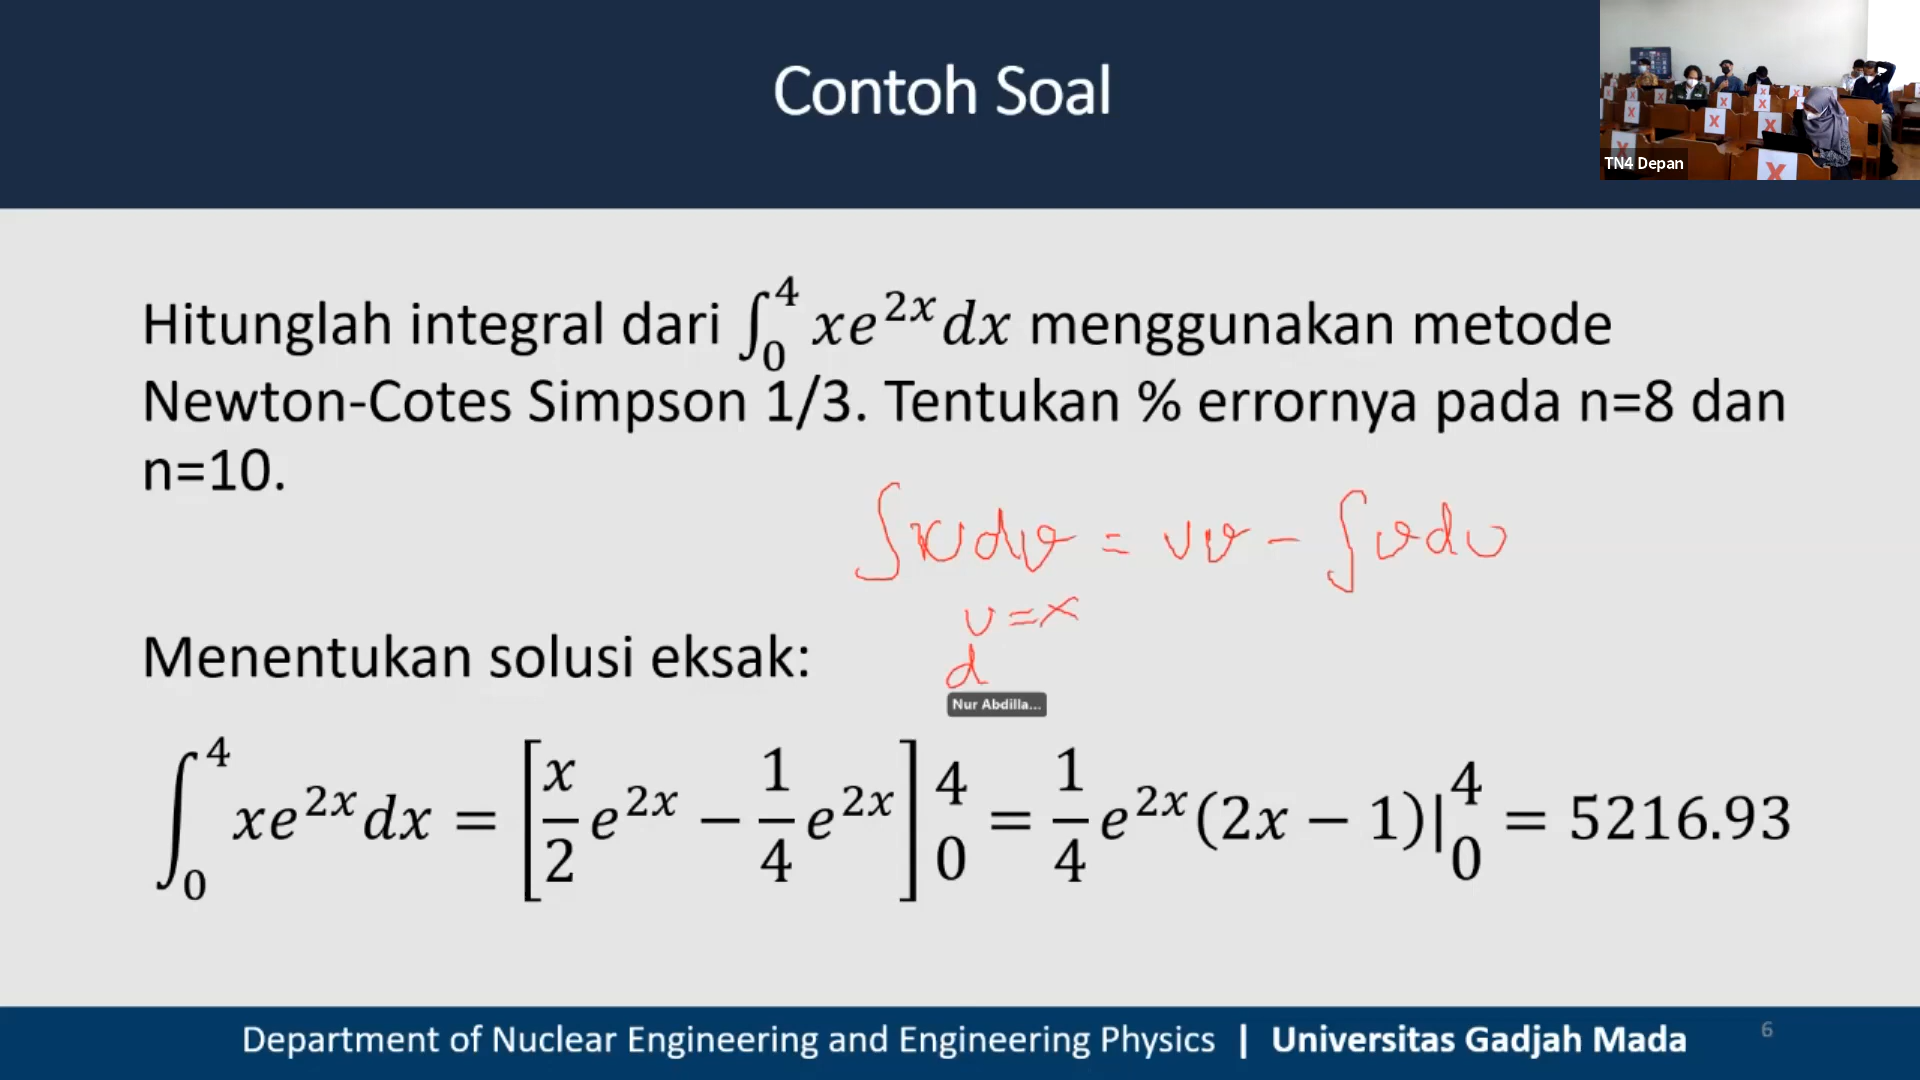 Contoh Soal
TN4 Depan
Hitunglah integral dari ∫₀⁴ xe²ˣdx menggunakan metode
Newton-Cotes Simpson 1/3. Tentukan % errornya pada n=8 dan
n=10.
∫u dv = uv - ∫v du
u = x
d
Nur Abdilla...
Menentukan solusi eksak:
∫₀⁴ xe²ˣdx = [x/2 e²ˣ − 1/4 e²ˣ] 4 0 = 1/4 e²ˣ(2x − 1)|₀⁴ = 5216.93
Department of Nuclear Engineering and Engineering Physics | Universitas Gadjah Mada 6